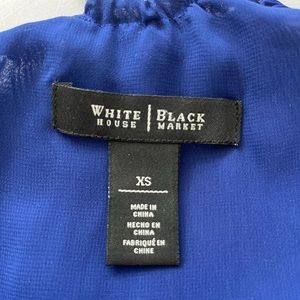 WHITE | BLACK
HOUSE | MARKET
XS
MADE IN
CHINA
HECHO EN
CHINA
FABRIQUÉ EN
CHINE